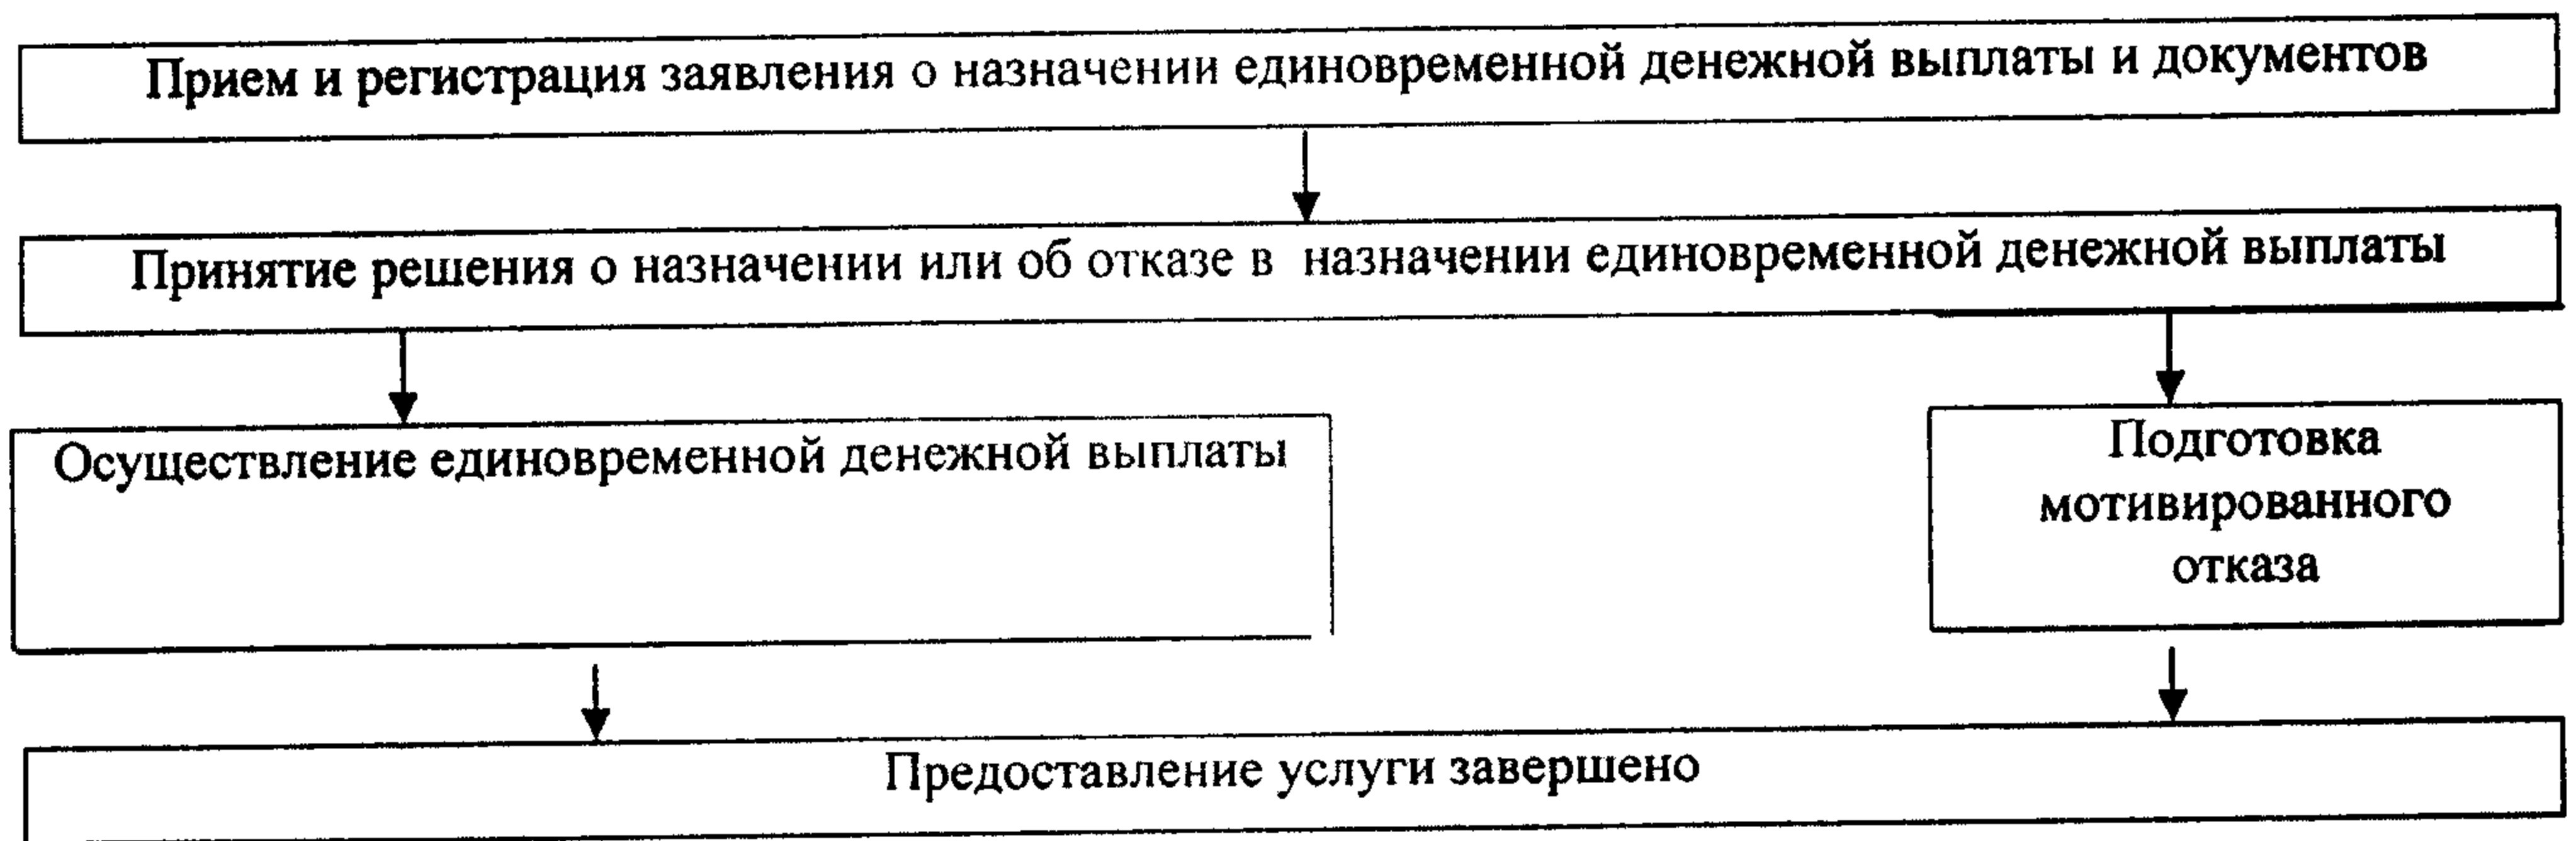 Прием и регистрация заявления о назначении единовременной денежной выплаты и документов
Принятие решения о назначении или об отказе в назначении единовременной денежной выплаты
Осуществление единовременной денежной выплаты
Подготовка
мотивированного
отказа
Предоставление услуги завершено